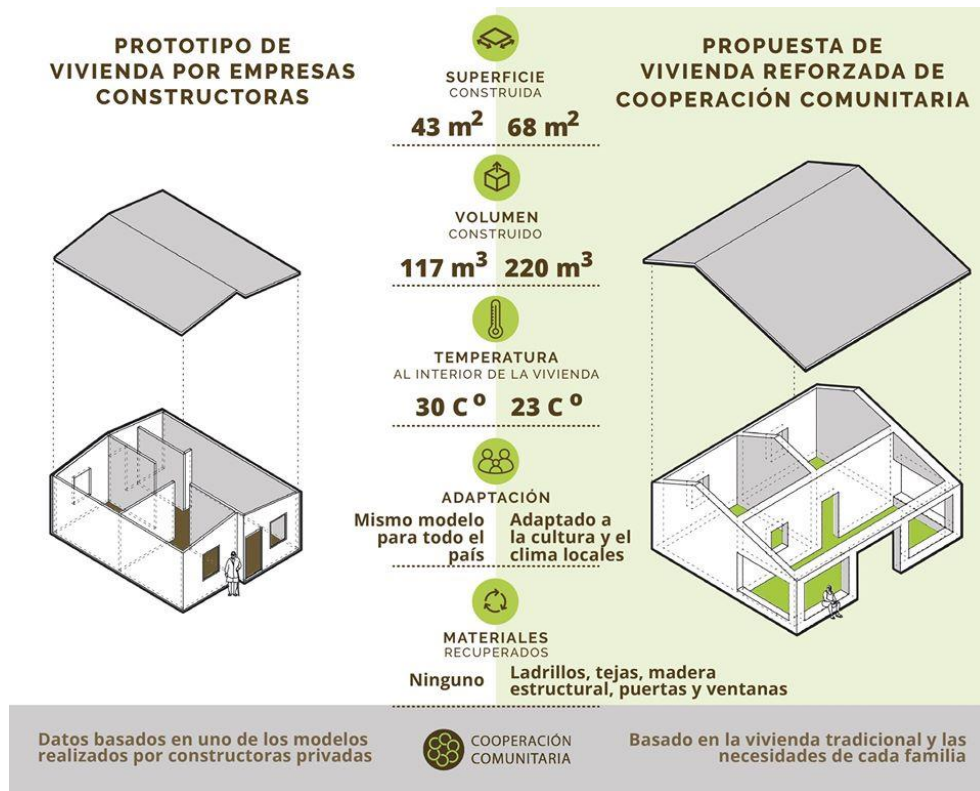 PROTOTIPO DE
VIVIENDA POR EMPRESAS
CONSTRUCTORAS
PROPUESTA DE
VIVIENDA REFORZADA DE
COOPERACIÓN COMUNITARIA
SUPERFICIE
CONSTRUIDA
43 m² 68 m²
VOLUMEN
CONSTRUIDO
117 m³ 220 m³
TEMPERATURA
AL INTERIOR DE LA VIVIENDA
30 C º 23 C º
ADAPTACIÓN
Mismo modelo
para todo el
país
Adaptado a
la cultura y el
clima locales
MATERIALES
RECUPERADOS
Ninguno
Ladrillos, tejas, madera
estructural, puertas y ventanas
Datos basados en uno de los modelos
realizados por constructoras privadas
COOPERACIÓN
COMUNITARIA
Basado en la vivienda tradicional y las
necesidades de cada familia